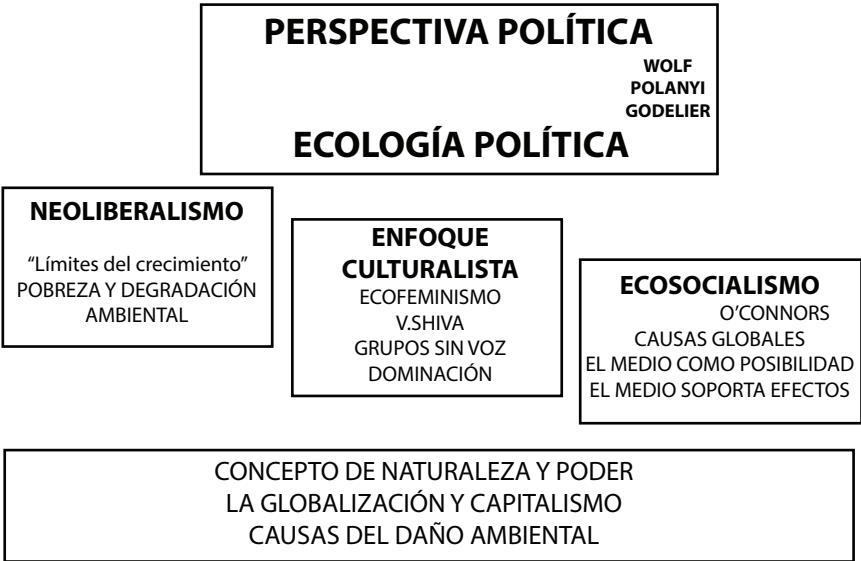 PERSPECTIVA POLÍTICA
WOLF
POLANYI
GODELIER
ECOLOGÍA POLÍTICA
NEOLIBERALISMO
“Límites del crecimiento”
POBREZA Y DEGRADACIÓN
AMBIENTAL
ENFOQUE
CULTURALISTA
ECOFEMINISMO
V.SHIVA
GRUPOS SIN VOZ
DOMINACIÓN
ECOSOCIALISMO
O’CONNORS
CAUSAS GLOBALES
EL MEDIO COMO POSIBILIDAD
EL MEDIO SOPORTA EFECTOS
CONCEPTO DE NATURALEZA Y PODER
LA GLOBALIZACIÓN Y CAPITALISMO
CAUSAS DEL DAÑO AMBIENTAL